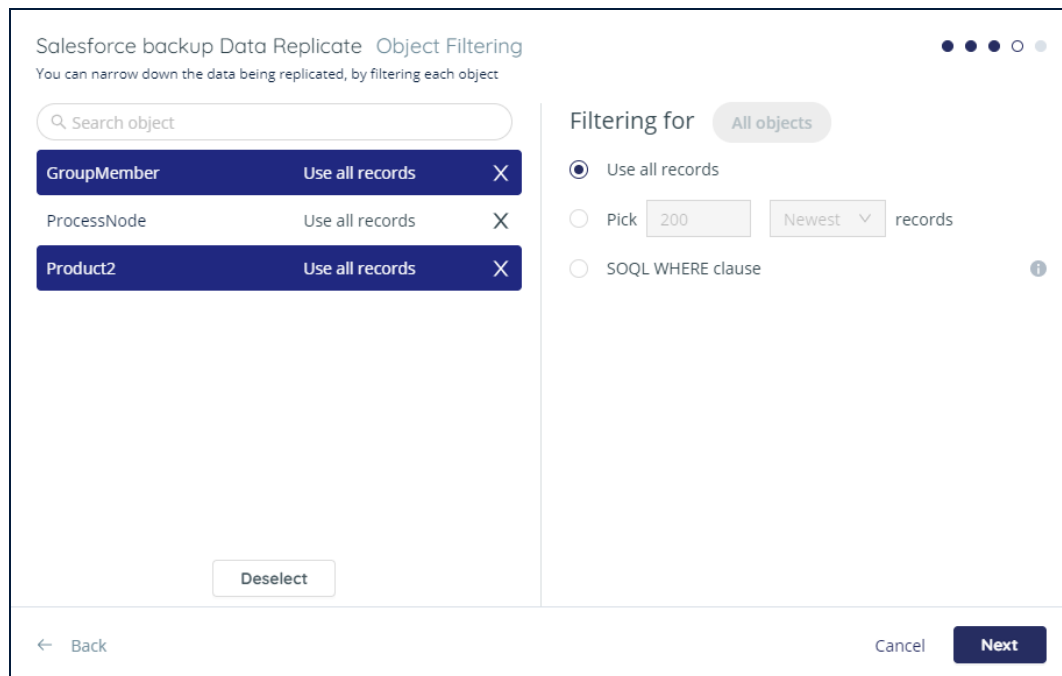 Salesforce backup Data Replicate Object Filtering
You can narrow down the data being replicated, by filtering each object
Search object
GroupMember Use all records X
ProcessNode Use all records X
Product2 Use all records X
Deselect
Filtering for All objects
Use all records
Pick 200 Newest records
SOQL WHERE clause
Back
Cancel Next